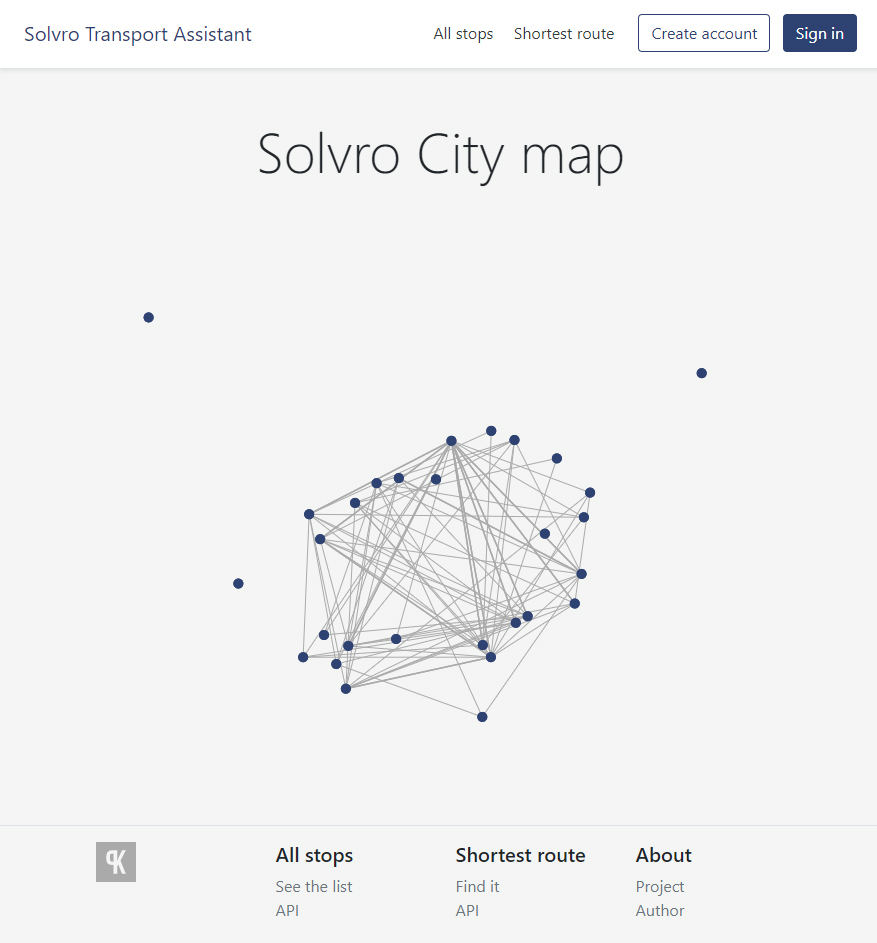 Solvro Transport Assistant
All stops
Shortest route
Create account
Sign in
Solvro City map
All stops
See the list
API
Shortest route
Find it
API
About
Project
Author